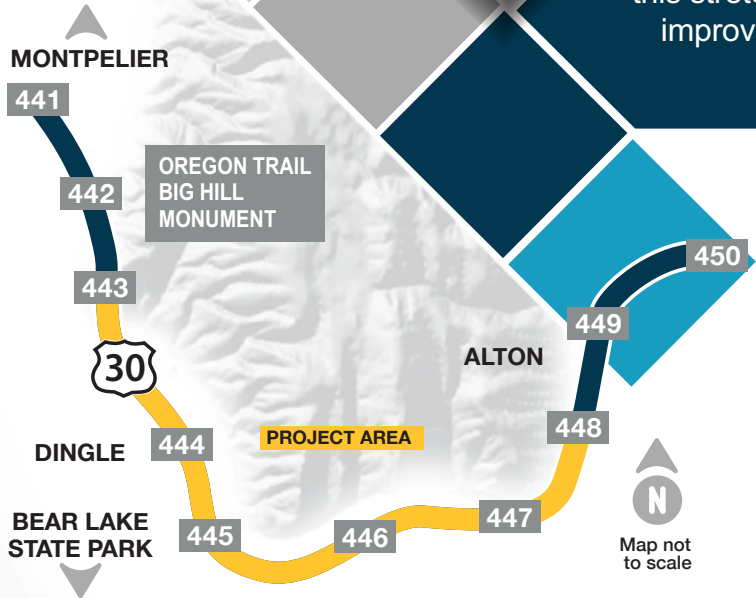 improv
MONTPELIER
441
442
OREGON TRAIL
BIG HILL
MONUMENT
443
450
449
30
ALTON
448
444
PROJECT AREA
DINGLE
445
446
447
BEAR LAKE
STATE PARK
N
Map not
to scale